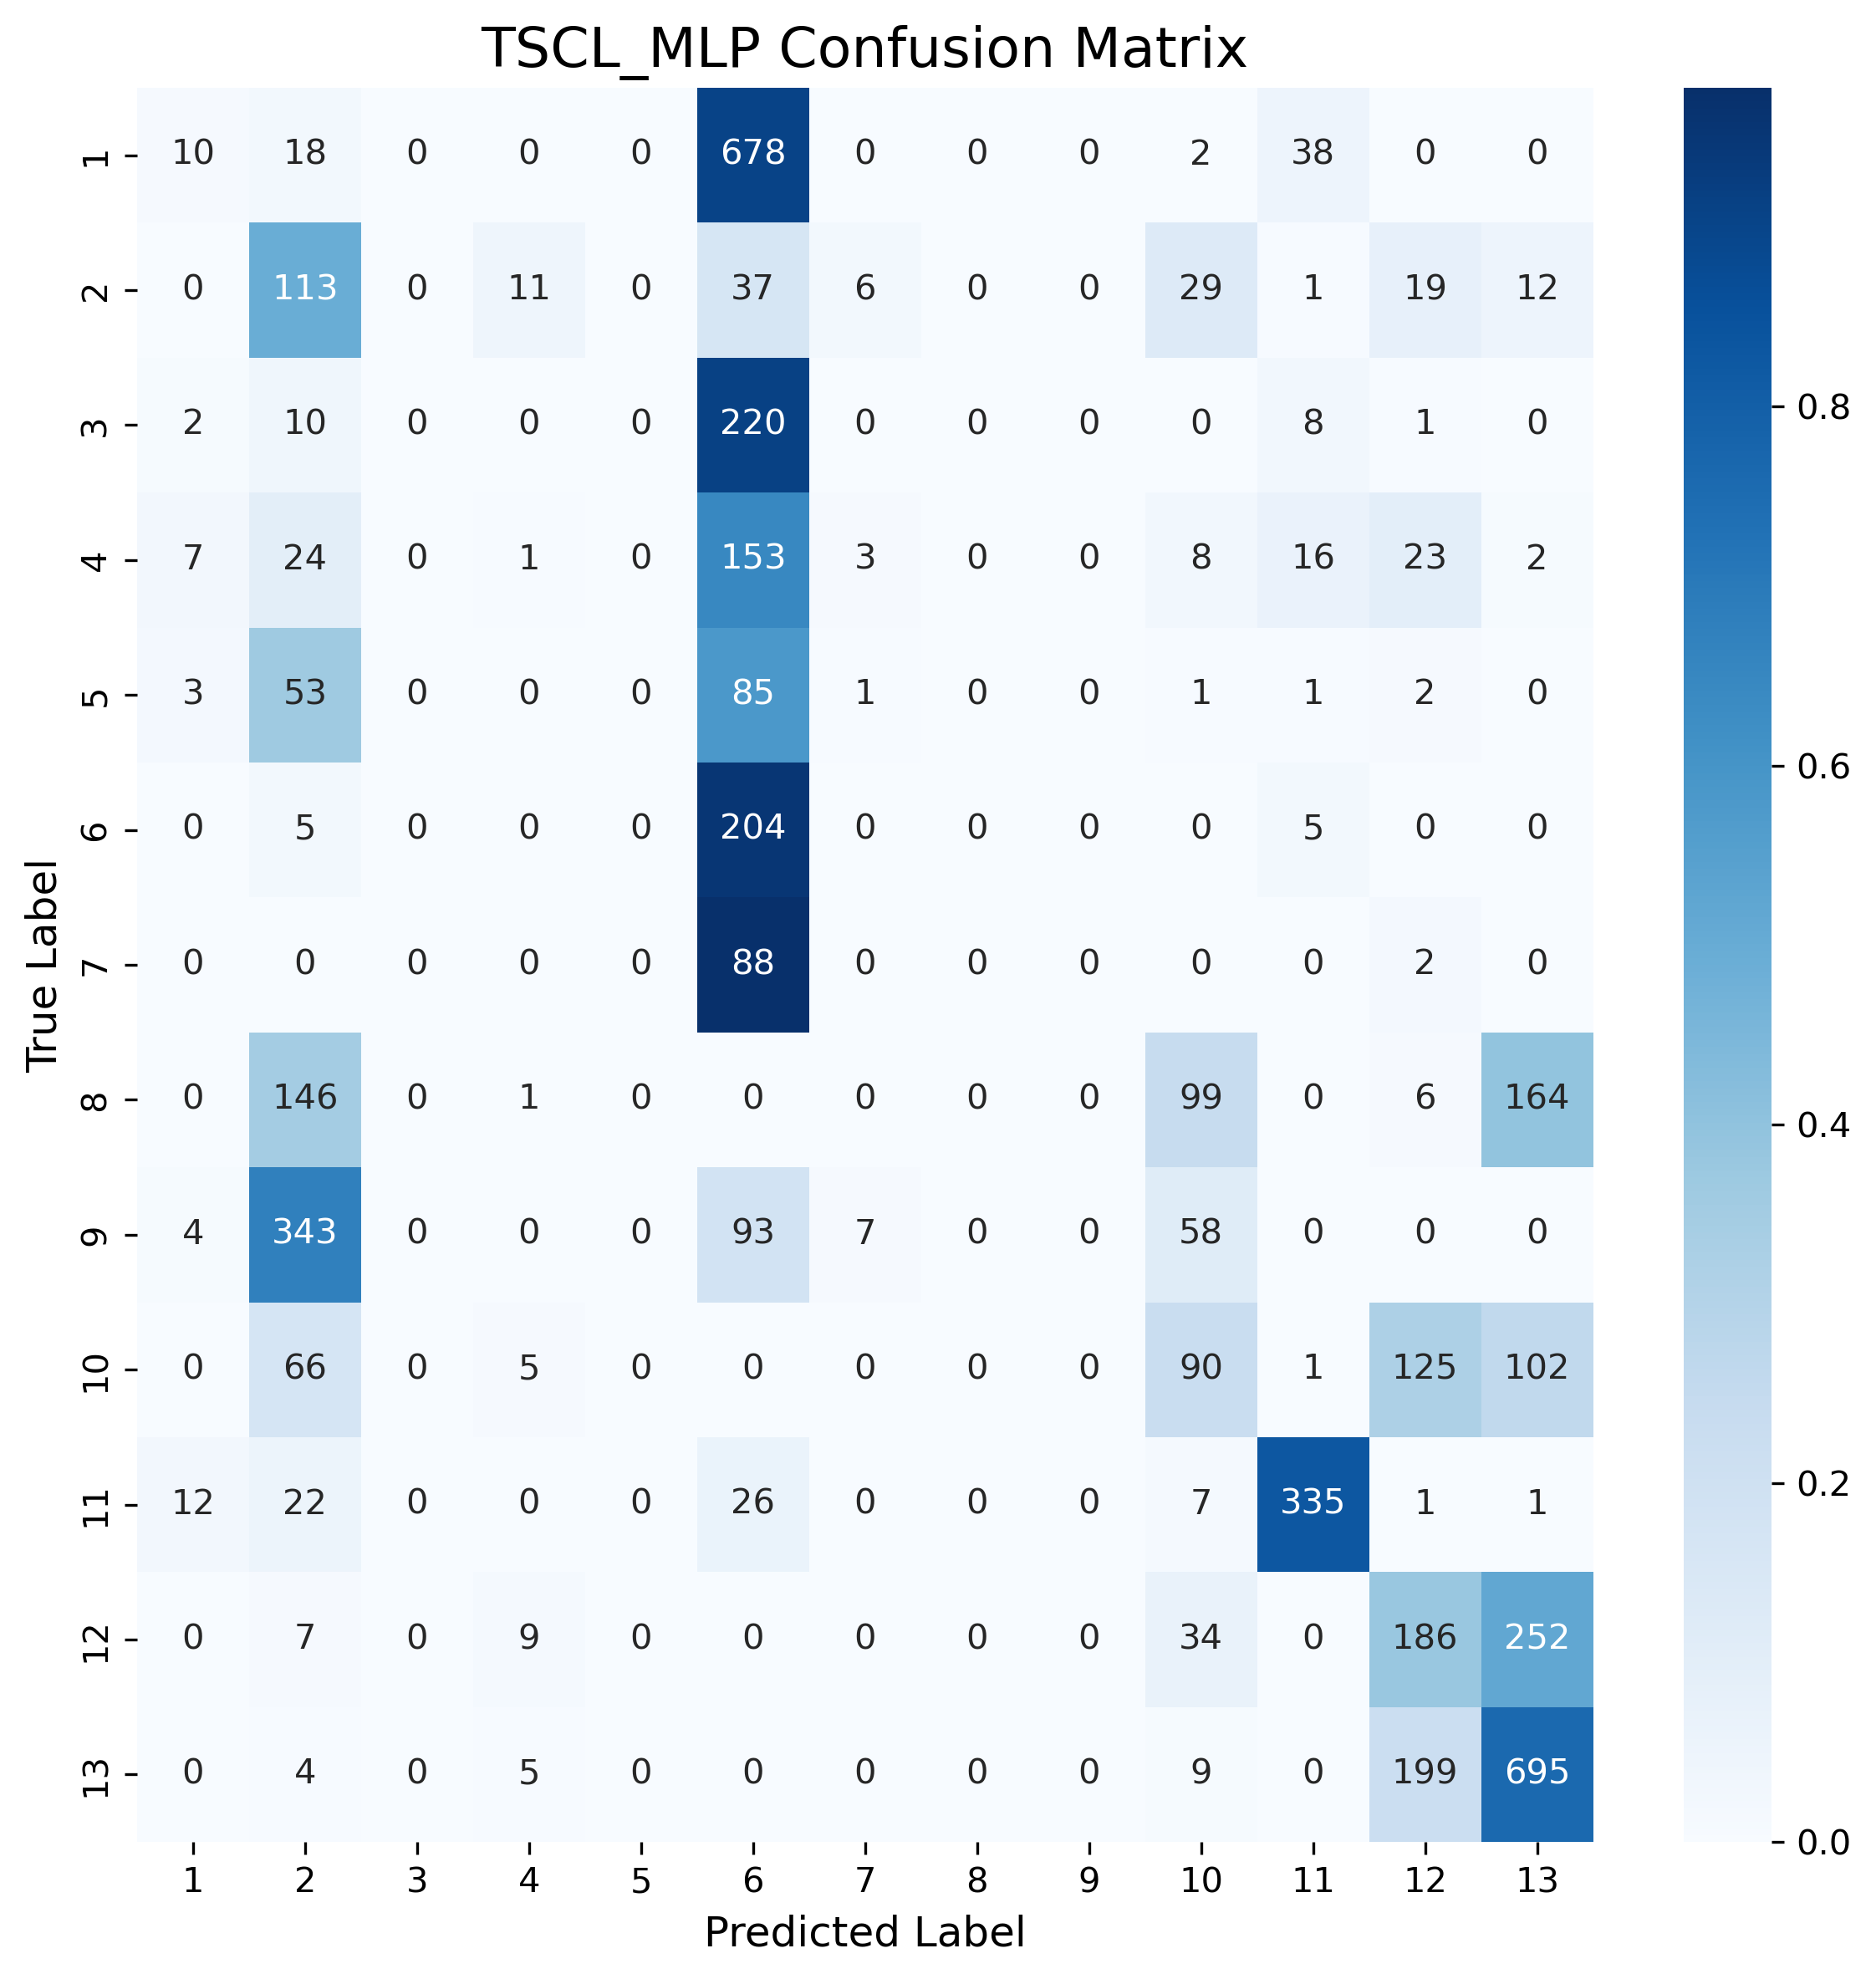 TSCL_MLP Confusion Matrix
1 10 18 0 0 0 678 0 0 0 2 38 0 0
2 0 113 0 11 0 37 6 0 0 29 1 19 12
3 2 10 0 0 0 220 0 0 0 0 8 1 0
4 7 24 0 1 0 153 3 0 0 8 16 23 2
5 3 53 0 0 0 85 1 0 0 1 1 2 0
6 0 5 0 0 0 204 0 0 0 0 5 0 0
7 0 0 0 0 0 88 0 0 0 0 0 2 0
8 0 146 0 1 0 0 0 0 0 99 0 6 164
9 4 343 0 0 0 93 7 0 0 58 0 0 0
10 0 66 0 5 0 0 0 0 0 90 1 125 102
11 12 22 0 0 0 26 0 0 0 7 335 1 1
12 0 7 0 9 0 0 0 0 0 34 0 186 252
13 0 4 0 5 0 0 0 0 0 9 0 199 695
1 2 3 4 5 6 7 8 9 10 11 12 13
Predicted Label
True Label
0.8
0.6
0.4
0.2
0.0